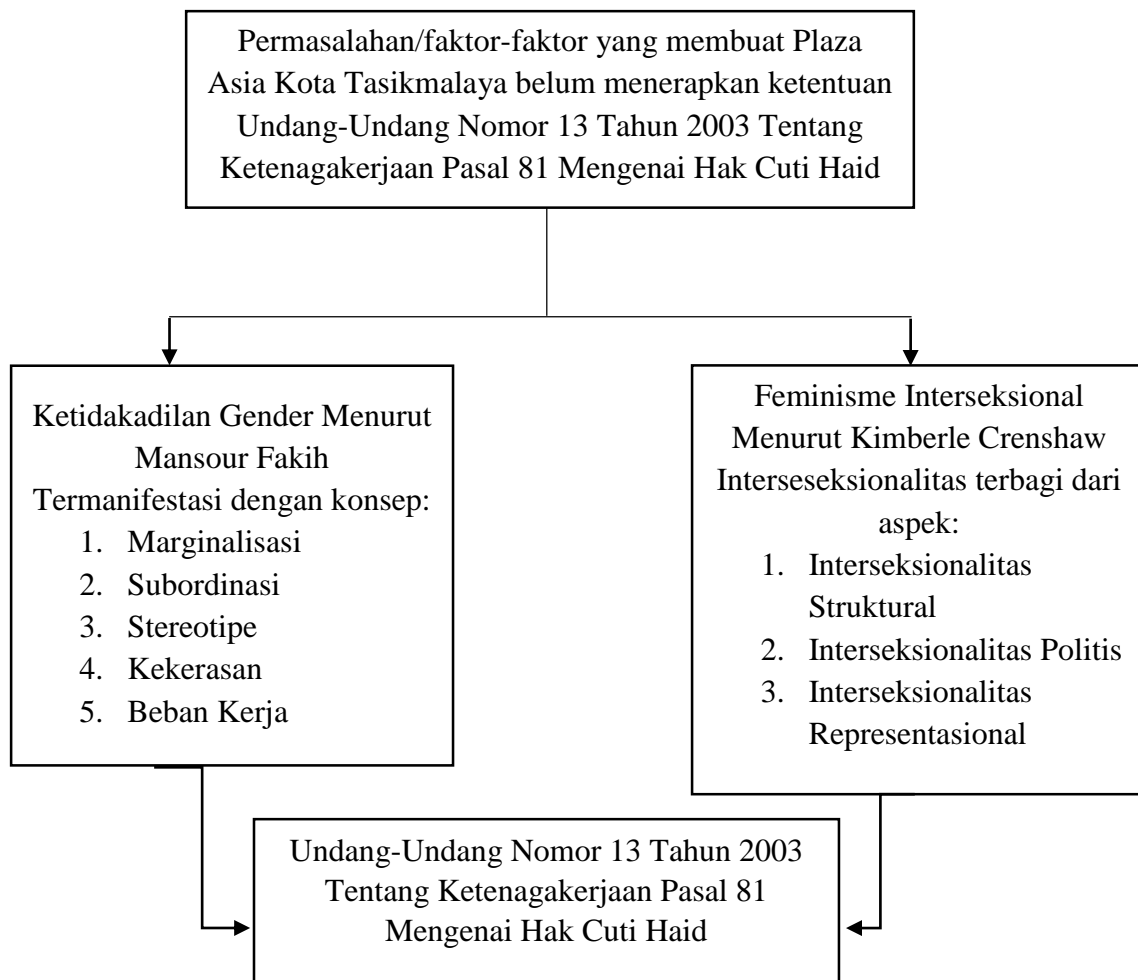 Permasalahan/faktor-faktor yang membuat Plaza
Asia Kota Tasikmalaya belum menerapkan ketentuan
Undang-Undang Nomor 13 Tahun 2003 Tentang
Ketenagakerjaan Pasal 81 Mengenai Hak Cuti Haid
Ketidakadilan Gender Menurut
Mansour Fakih
Termanifestasi dengan konsep:
1. Marginalisasi
2. Subordinasi
3. Stereotipe
4. Kekerasan
5. Beban Kerja
Feminisme Interseksional
Menurut Kimberle Crenshaw
Interseseksionalitas terbagi dari
aspek:
1. Interseksionalitas
Struktural
2. Interseksionalitas Politis
3. Interseksionalitas
Representasional
Undang-Undang Nomor 13 Tahun 2003
Tentang Ketenagakerjaan Pasal 81
Mengenai Hak Cuti Haid